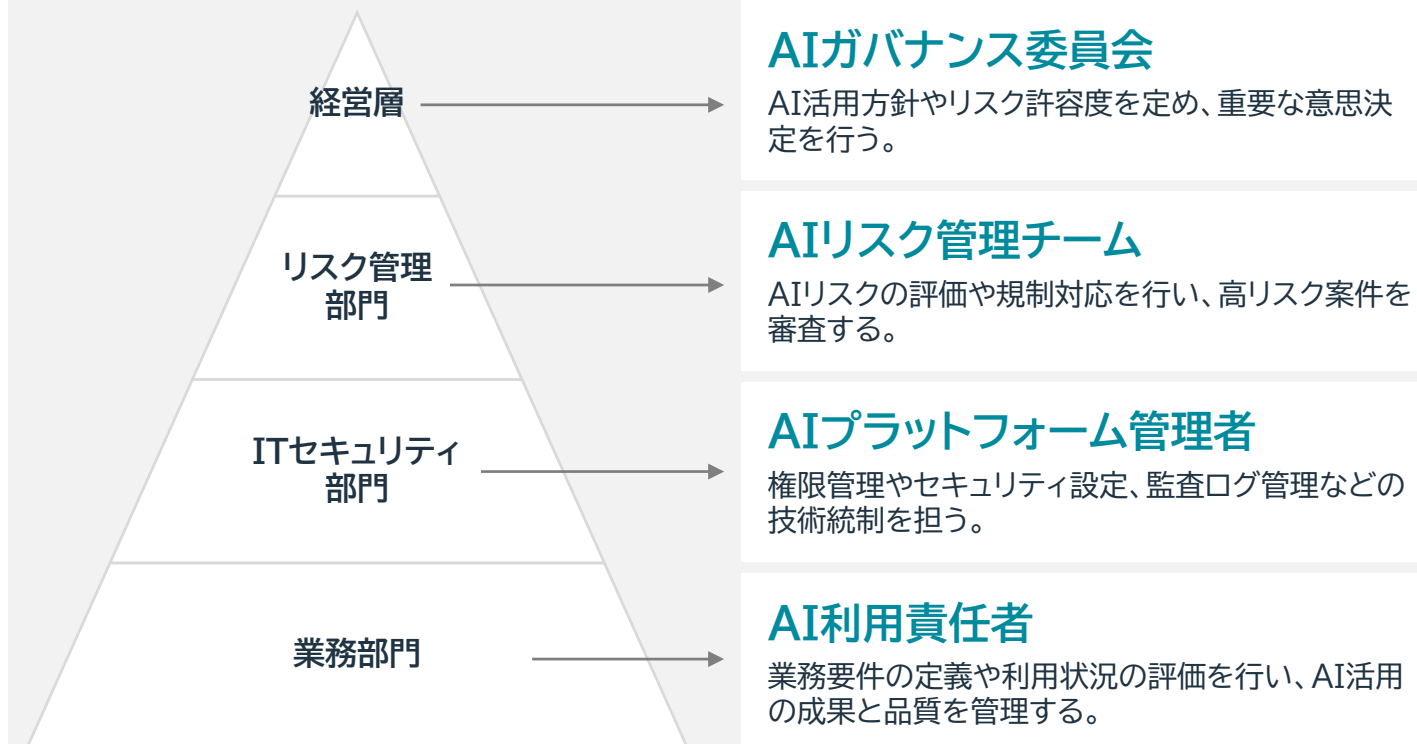 経営層
AIガバナンス委員会
AI活用方針やリスク許容度を定め、重要な意思決
定を行う。
リスク管理
部門
AIリスク管理チーム
AIリスクの評価や規制対応を行い、高リスク案件を
審査する。
ITセキュリティ
部門
AIプラットフォーム管理者
権限管理やセキュリティ設定、監査ログ管理などの
技術統制を担う。
業務部門
AI利用責任者
業務要件の定義や利用状況の評価を行い、AI活用
の成果と品質を管理する。